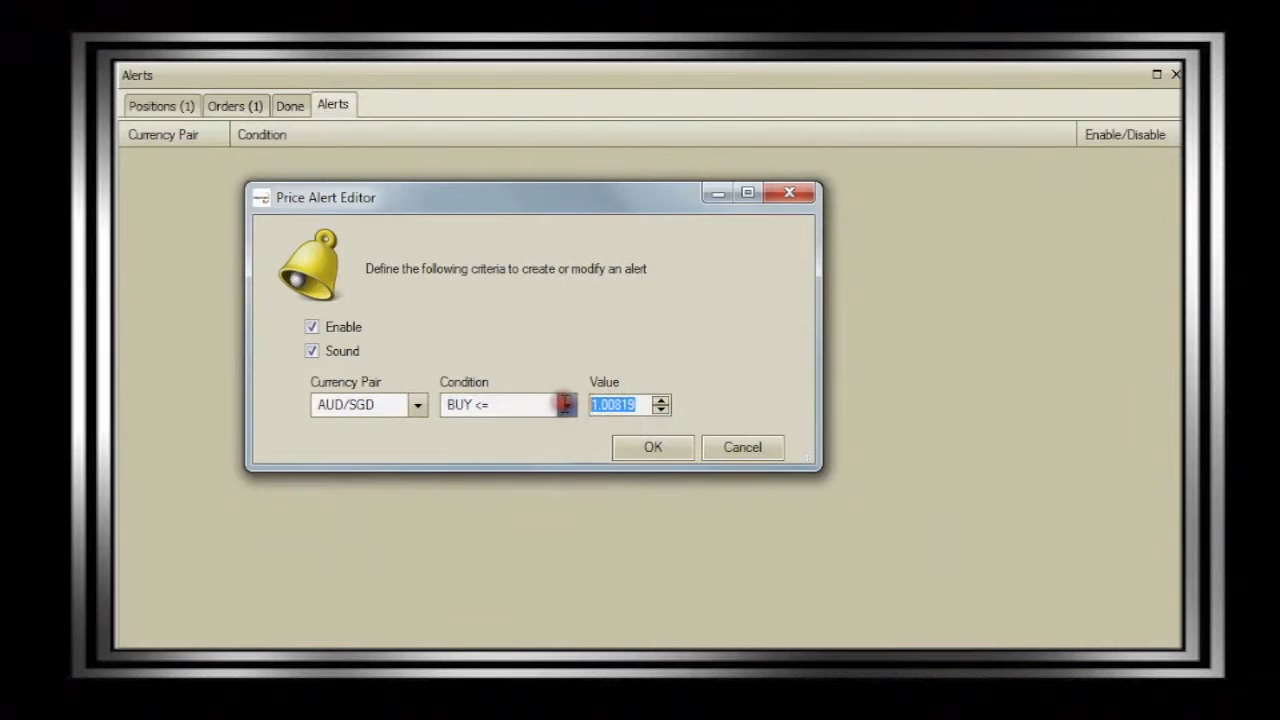 Alerts
Positions (1) Orders (1) Done Alerts
Currency Pair Condition Enable/Disable
Price Alert Editor
Define the following criteria to create or modify an alert
Enable
Sound
Currency Pair Condition Value
AUD/SGD BUY <= 1.00819
OK Cancel